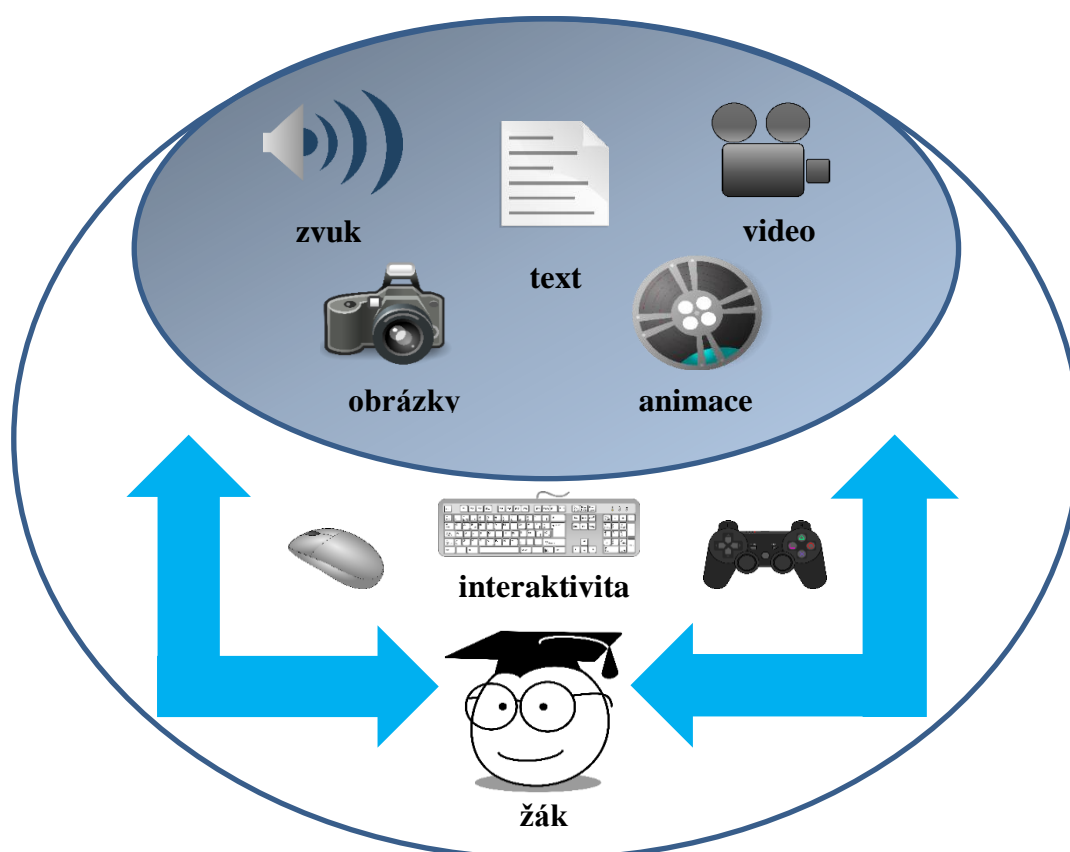 zvuk
text
video
obrázky
animace
interaktivita
žák